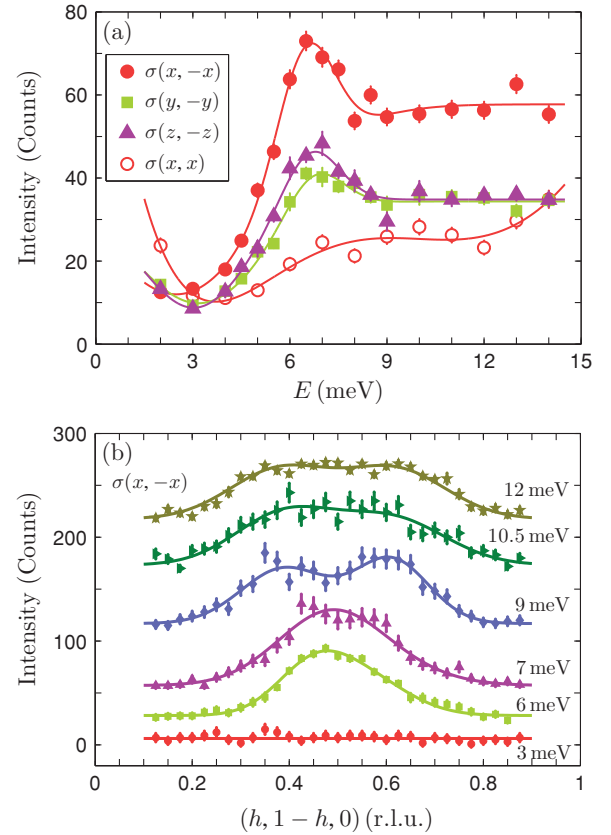 (a)
σ(x, −x)
σ(y, −y)
σ(z, −z)
σ(x, x)
Intensity (Counts)
80
60
40
20
0
0 3 6 9 12 15
E (meV)
(b)
σ(x, −x)
Intensity (Counts)
300
200
100
0
12 meV
10.5 meV
9 meV
7 meV
6 meV
3 meV
0 0.2 0.4 0.6 0.8 1
(h, 1 − h, 0) (r.l.u.)